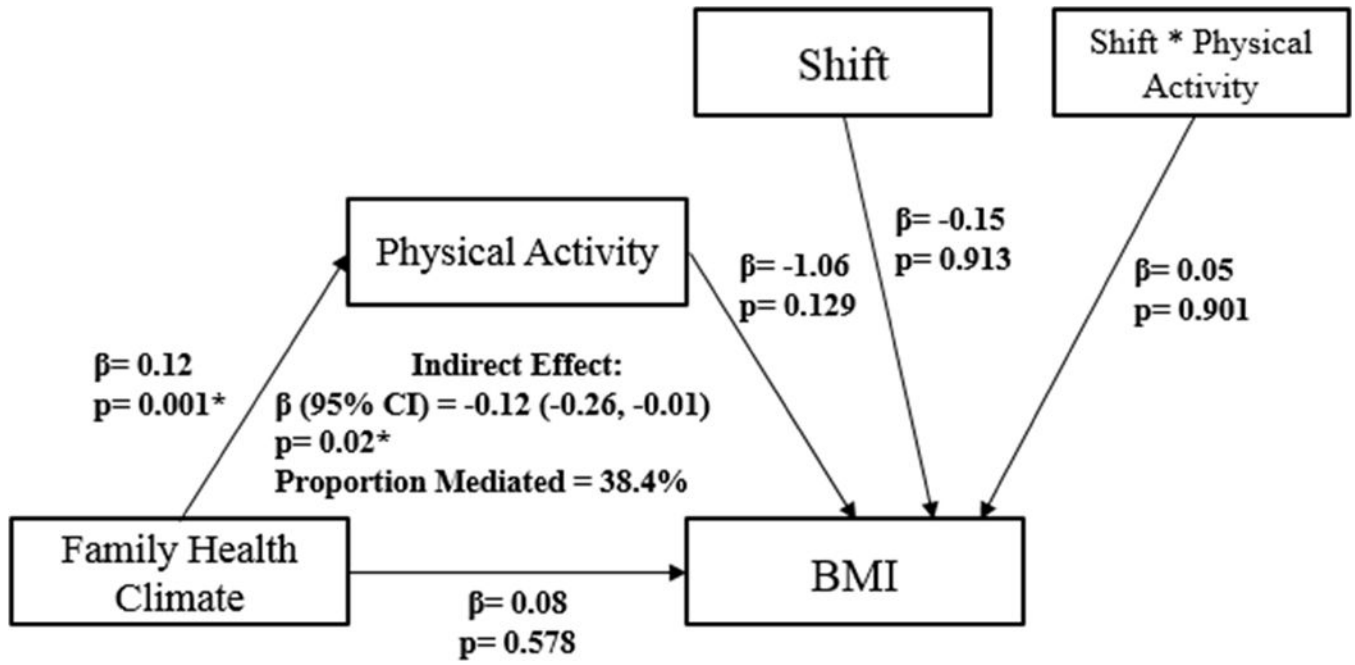 Shift
Shift * Physical
Activity
Physical Activity
β= -0.15
p= 0.913
β= -1.06
p= 0.129
β= 0.05
p= 0.901
β= 0.12
p= 0.001*
Indirect Effect:
β (95% CI) = -0.12 (-0.26, -0.01)
p= 0.02*
Proportion Mediated = 38.4%
Family Health
Climate
BMI
β= 0.08
p= 0.578